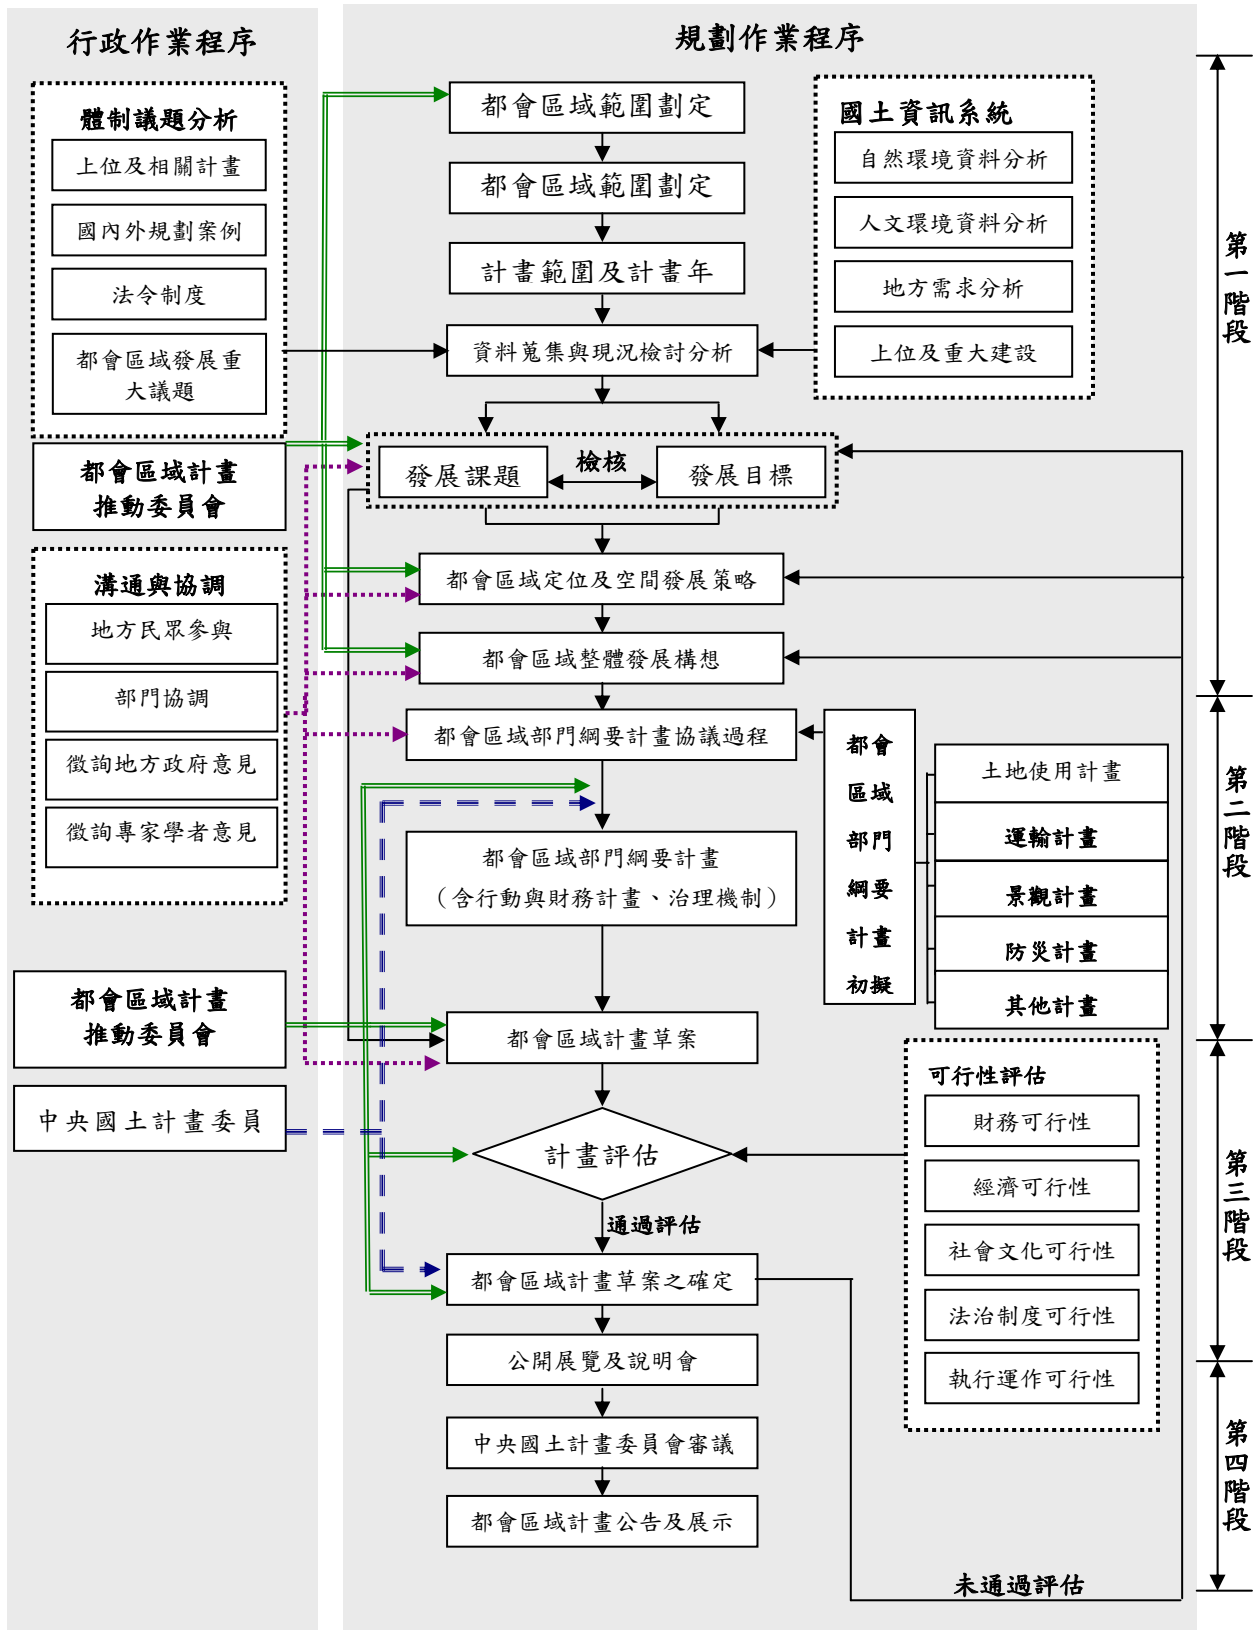 行政作業程序
體制議題分析
上位及相關計畫
國內外規劃案例
法令制度
都會區域發展重
大議題
都會區域計畫
推動委員會
溝通與協調
地方民眾參與
部門協調
徵詢地方政府意見
徵詢專家學者意見
都會區域計畫
推動委員會
中央國土計畫委員
規劃作業程序
都會區域範圍劃定
都會區域範圍劃定
計畫範圍及計畫年
資料蒐集與現況檢討分析
國土資訊系統
自然環境資料分析
人文環境資料分析
地方需求分析
上位及重大建設
發展課題
檢核
發展目標
都會區域定位及空間發展策略
都會區域整體發展構想
都會區域部門綱要計畫協議過程
都會區域部門綱要計畫
（含行動與財務計畫、治理機制）
都會
區域
部門
綱要
計畫
初擬
土地使用計畫
運輸計畫
景觀計畫
防災計畫
其他計畫
都會區域計畫草案
計畫評估
通過評估
可行性評估
財務可行性
經濟可行性
社會文化可行性
法治制度可行性
執行運作可行性
都會區域計畫草案之確定
公開展覽及說明會
中央國土計畫委員會審議
都會區域計畫公告及展示
未通過評估
第一階段
第二階段
第三階段
第四階段